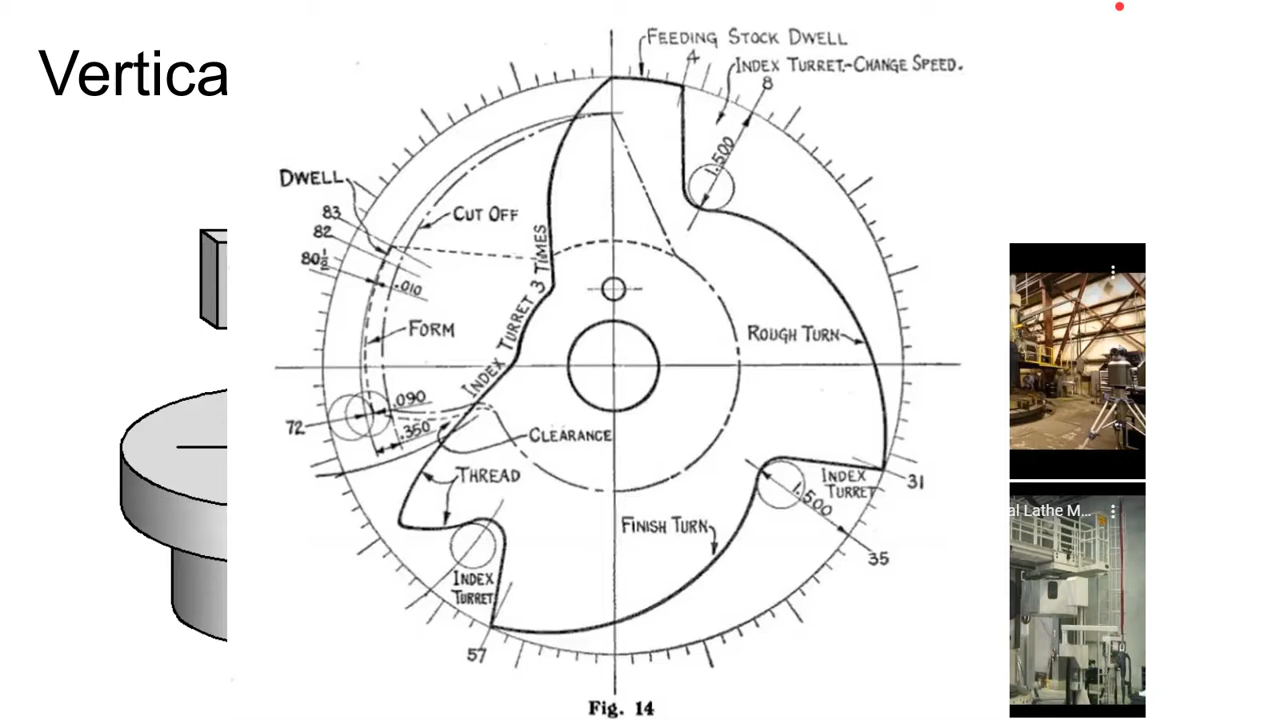 Vertica
FEEDING STOCK DWELL
4
INDEX TURRET.-CHANGE SPEED.
8
1.500
DWELL
83
82
80½
CUT OFF
.010
INDEX TURRET 3 TIMES
FORM
ROUGH TURN
.090
72
.350
CLEARANCE
THREAD
INDEX
TURRET
31
1.500
FINISH TURN
35
INDEX
TURRET
57
al Lathe M...
Fig. 14